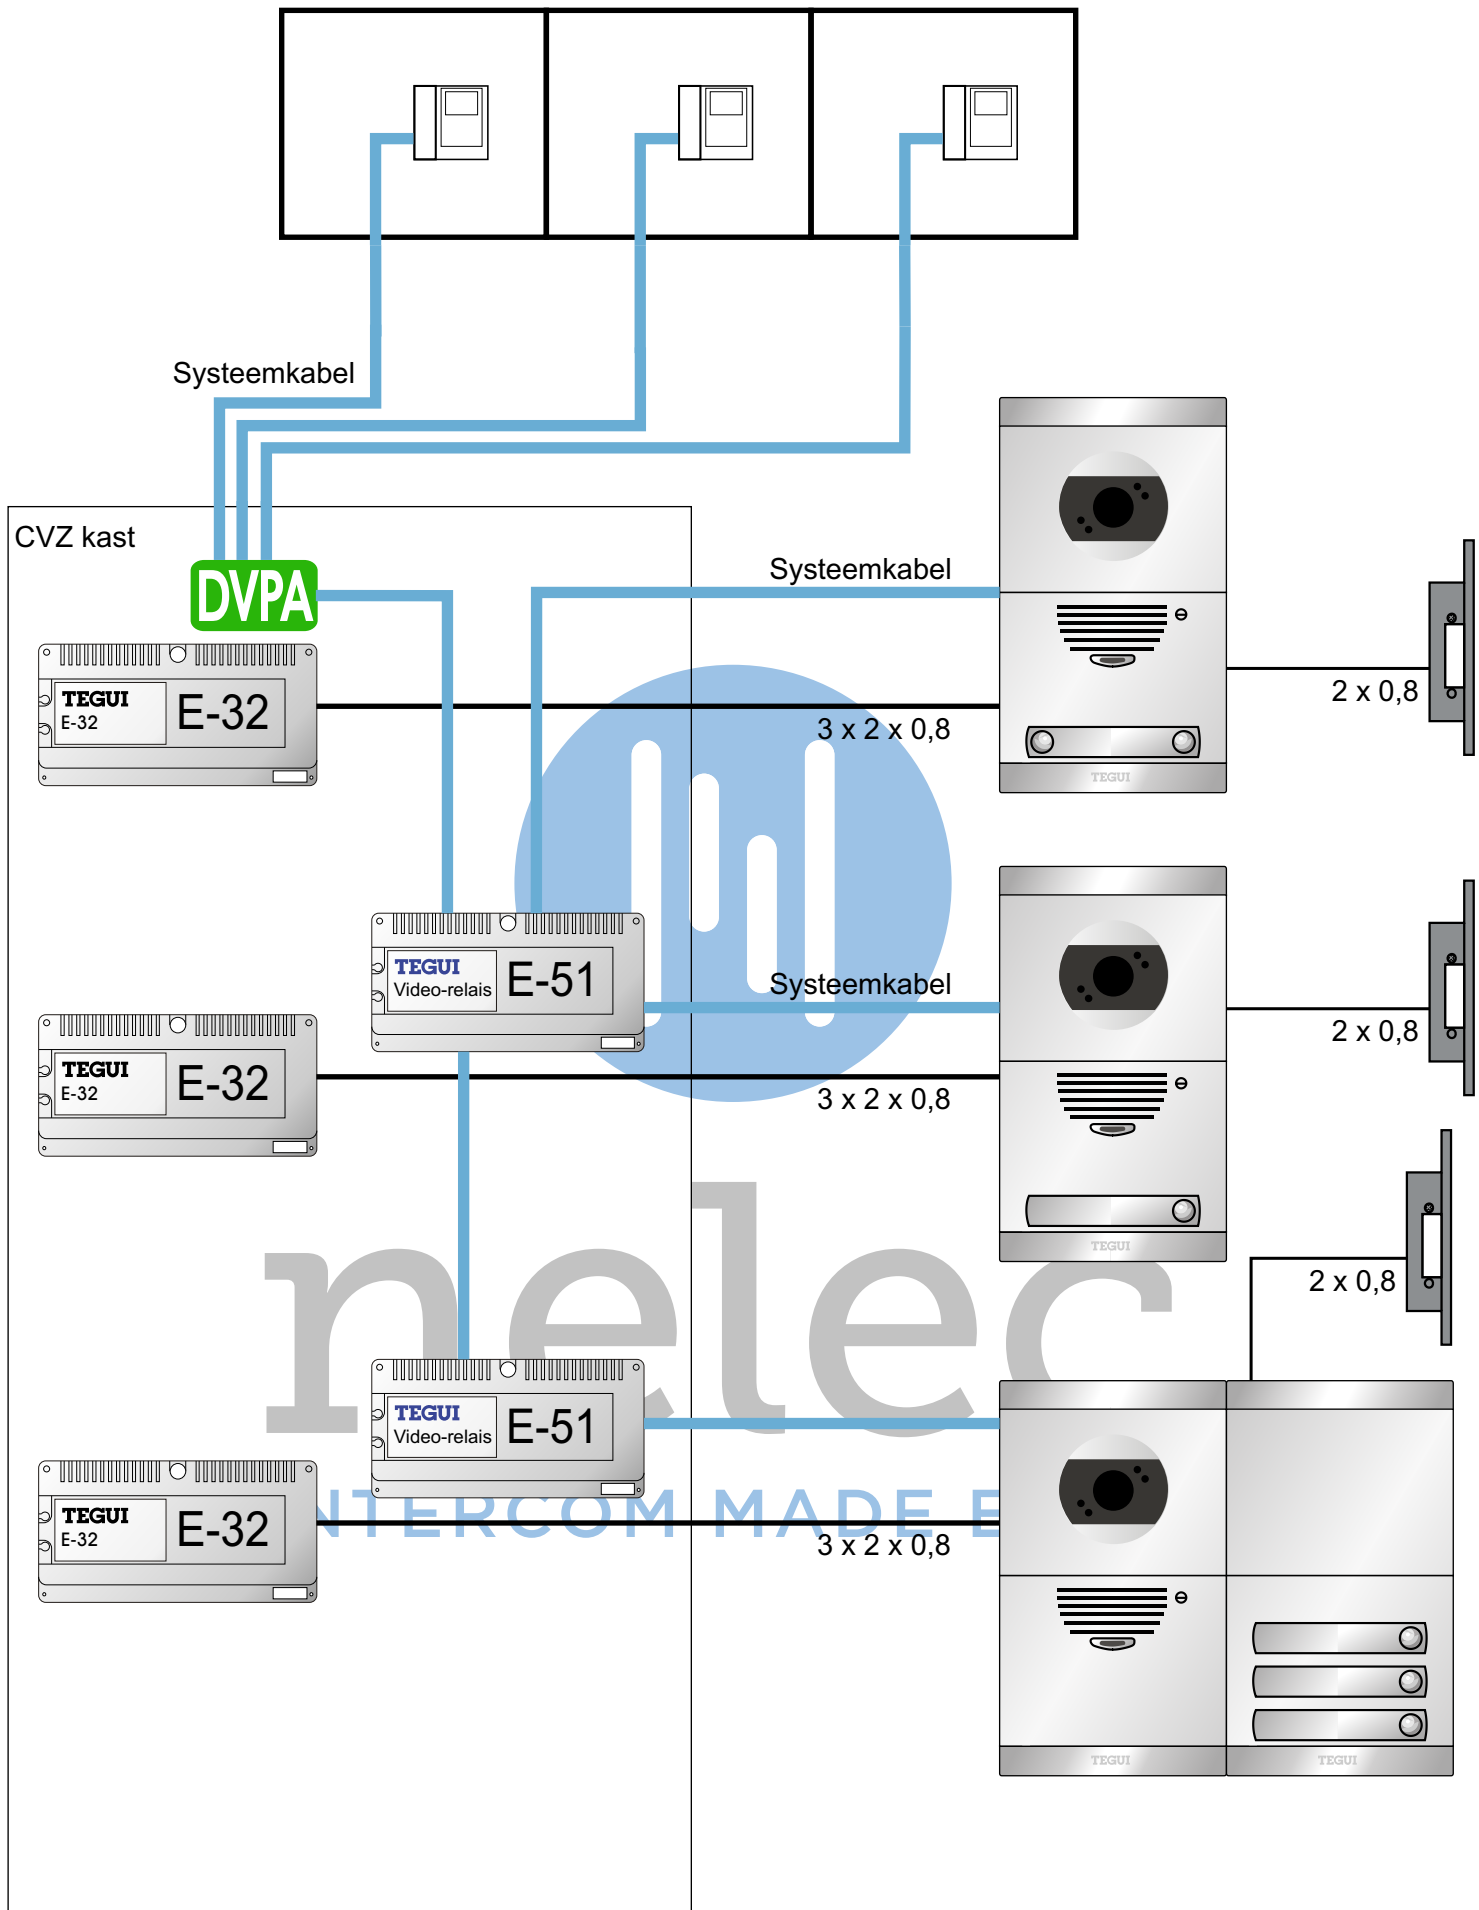 Systeemkabel
CVZ kast
DVPA
Systeemkabel
TEGUI
E-32
E-32
3 x 2 x 0,8
2 x 0,8
TEGUI
TEGUI
Video-relais
E-51
Systeemkabel
2 x 0,8
TEGUI
E-32
E-32
3 x 2 x 0,8
TEGUI
2 x 0,8
nelec
TEGUI
Video-relais
E-51
INTERCOM MADE E
TEGUI
E-32
E-32
3 x 2 x 0,8
TEGUI
TEGUI